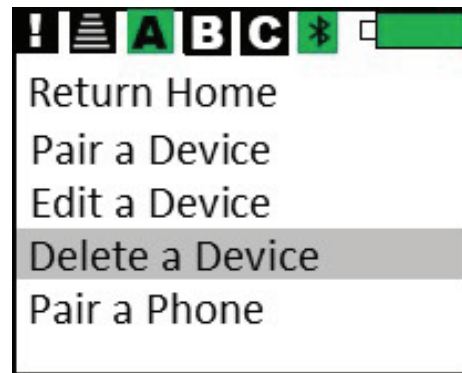 ! A B C
Return Home
Pair a Device
Edit a Device
Delete a Device
Pair a Phone